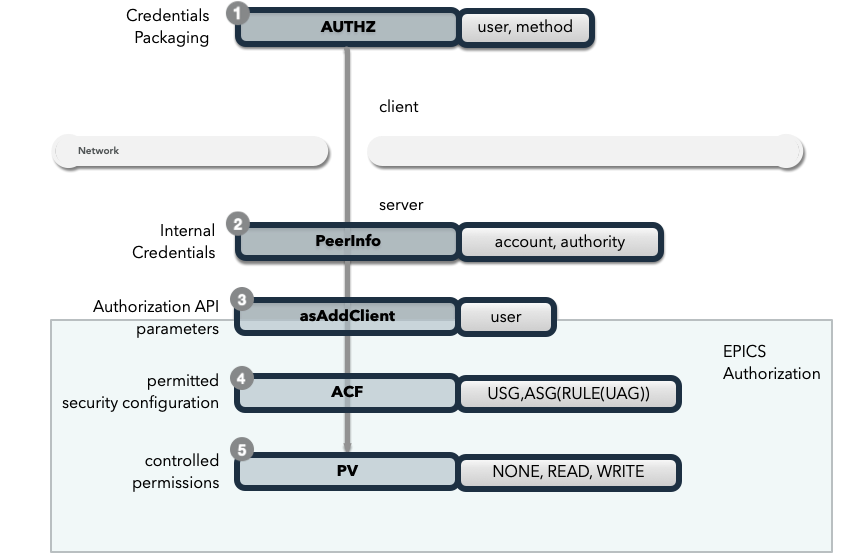 Credentials
Packaging
1
AUTHZ
user, method
client
Network
server
Internal
Credentials
2
PeerInfo
account, authority
Authorization API
parameters
3
asAddClient
user
EPICS
Authorization
permitted
security configuration
4
ACF
USG,ASG(RULE(UAG))
controlled
permissions
5
PV
NONE, READ, WRITE